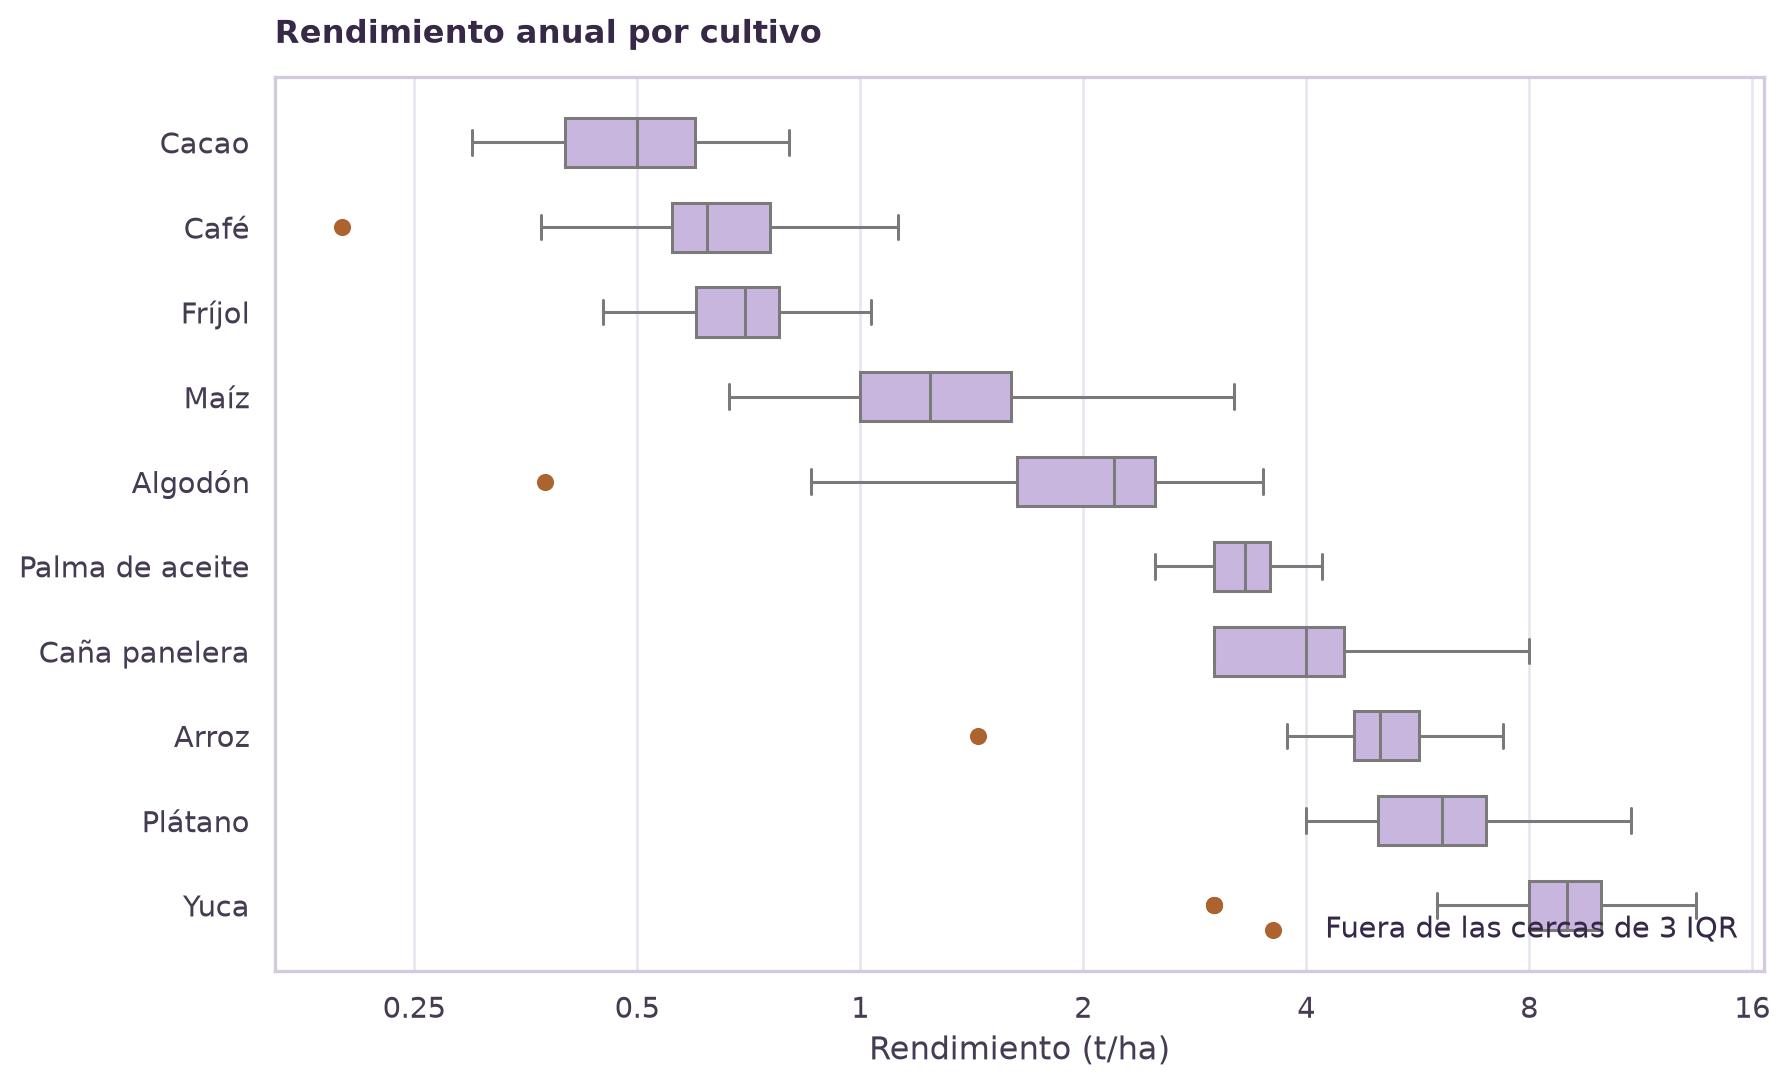 Rendimiento anual por cultivo
Cacao
Café
Fríjol
Maíz
Algodón
Palma de aceite
Caña panelera
Arroz
Plátano
Yuca
Fuera de las cercas de 3 IQR
0.25 0.5 1 2 4 8 16
Rendimiento (t/ha)